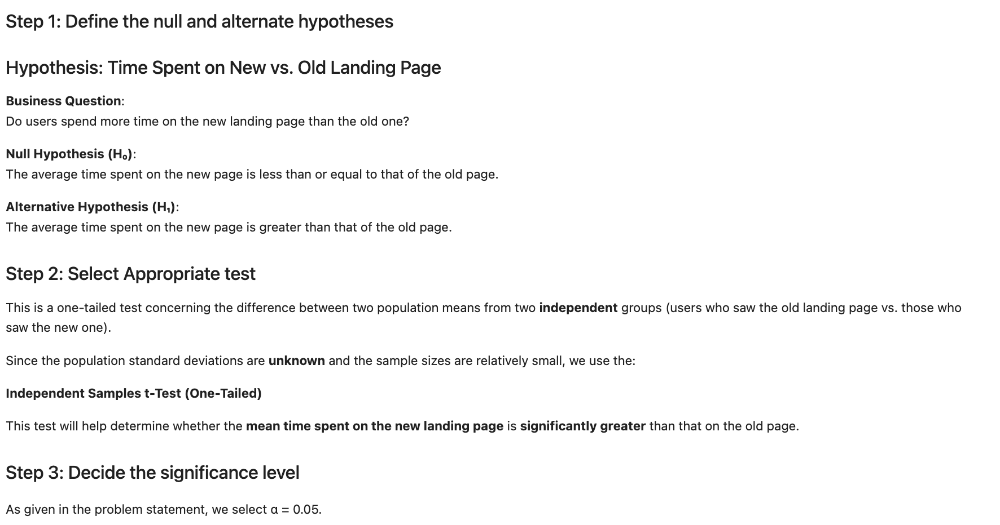 Step 1: Define the null and alternate hypotheses
Hypothesis: Time Spent on New vs. Old Landing Page
Business Question:
Do users spend more time on the new landing page than the old one?
Null Hypothesis (H₀):
The average time spent on the new page is less than or equal to that of the old page.
Alternative Hypothesis (H₁):
The average time spent on the new page is greater than that of the old page.
Step 2: Select Appropriate test
This is a one-tailed test concerning the difference between two population means from two independent groups (users who saw the old landing page vs. those who
saw the new one).
Since the population standard deviations are unknown and the sample sizes are relatively small, we use the:
Independent Samples t-Test (One-Tailed)
This test will help determine whether the mean time spent on the new landing page is significantly greater than that on the old page.
Step 3: Decide the significance level
As given in the problem statement, we select α = 0.05.